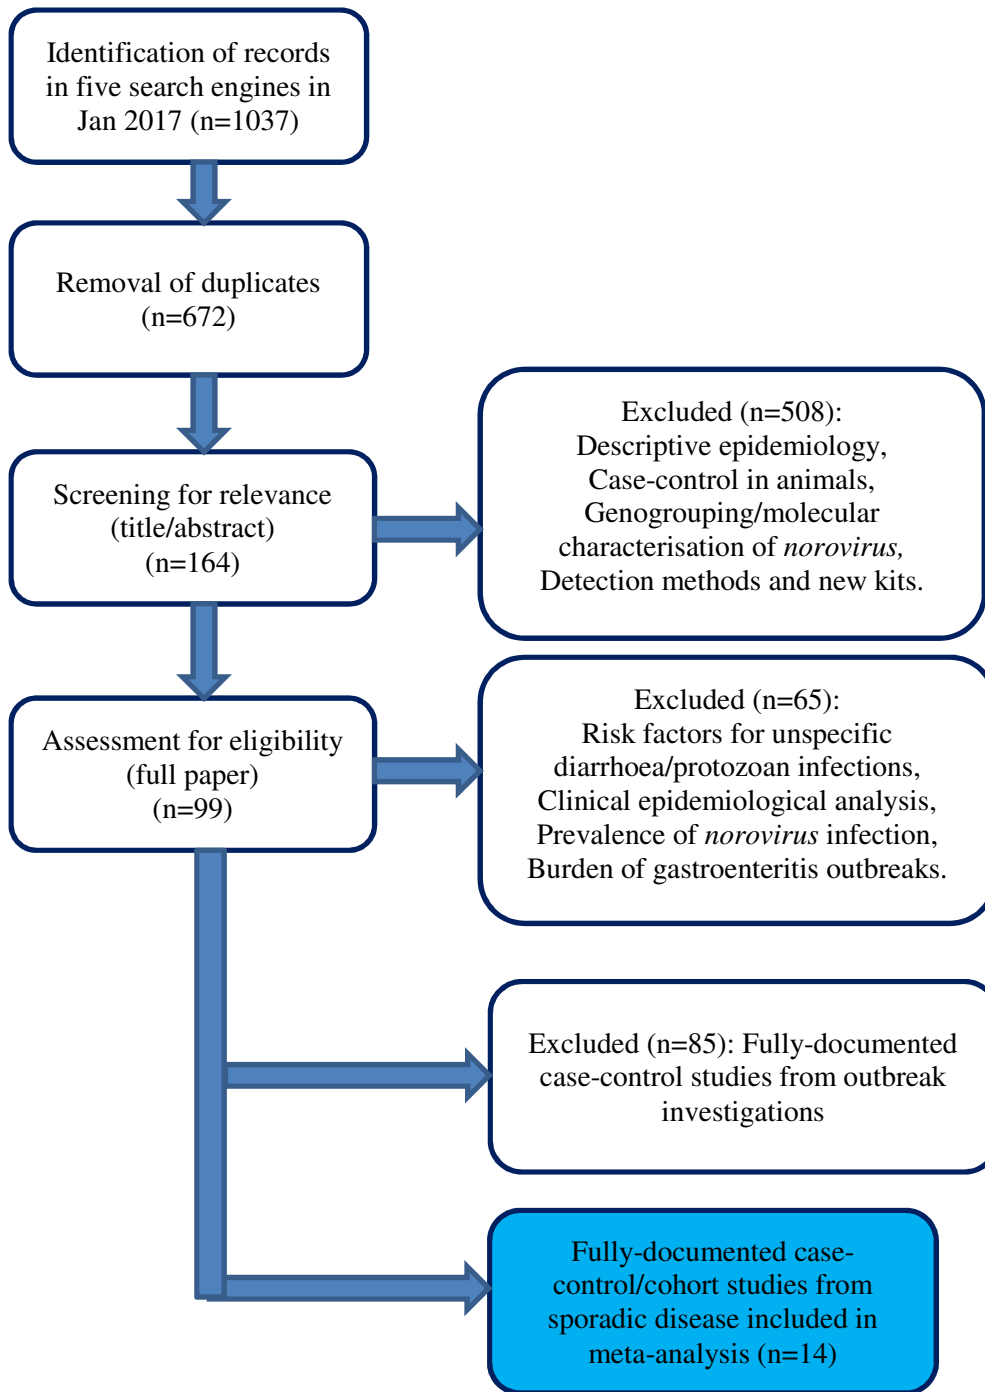 Identification of records
in five search engines in
Jan 2017 (n=1037)
Removal of duplicates
(n=672)
Screening for relevance
(title/abstract)
(n=164)
Excluded (n=508):
Descriptive epidemiology,
Case-control in animals,
Genogrouping/molecular
characterisation of norovirus,
Detection methods and new kits.
Assessment for eligibility
(full paper)
(n=99)
Excluded (n=65):
Risk factors for unspecific
diarrhoea/protozoan infections,
Clinical epidemiological analysis,
Prevalence of norovirus infection,
Burden of gastroenteritis outbreaks.
Excluded (n=85): Fully-documented
case-control studies from outbreak
investigations
Fully-documented case-
control/cohort studies from
sporadic disease included in
meta-analysis (n=14)